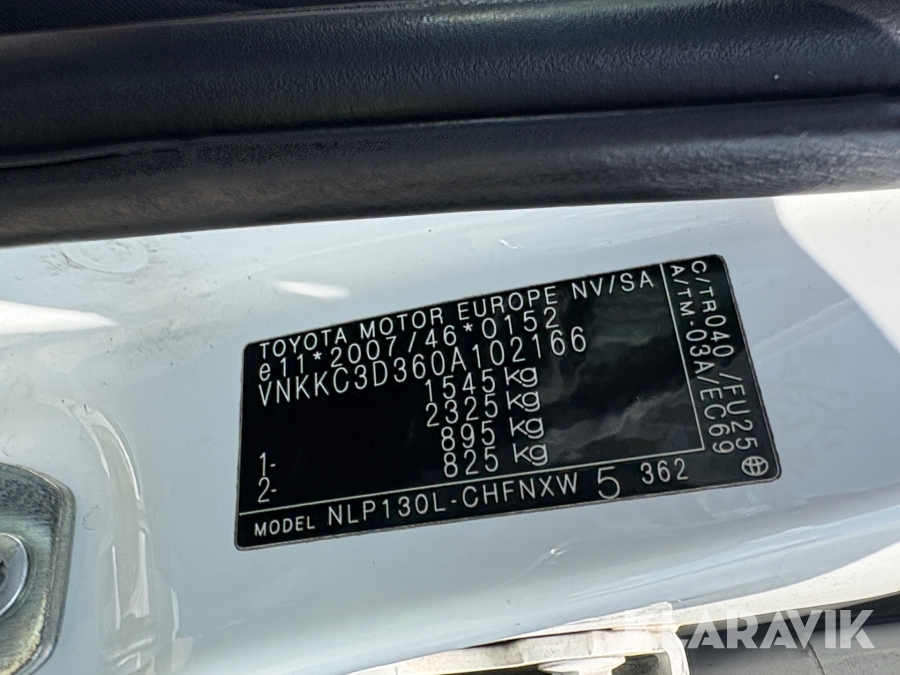 TOYOTA MOTOR EUROPE NV/SA
e11*2007/46*0152
VNKKC3D360A102166
1545 kg
2325 kg
1- 895 kg
2- 825 kg
MODEL NLP130L-CHFNXW 5 362
C/TR040 /FU25
A/TM-03A/EC69
KLARAVIK